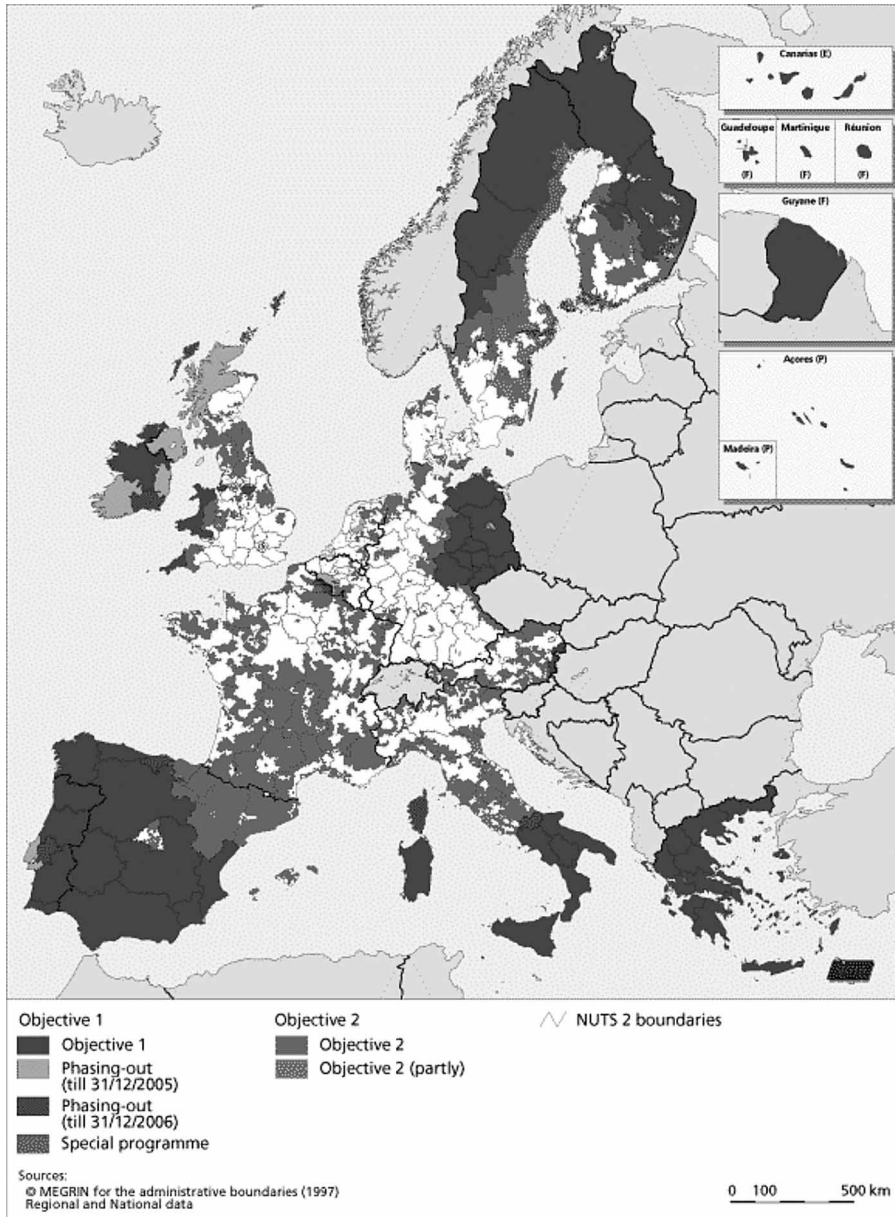 Canarias (E)
Guadeloupe Martinique Réunion
(F) (F) (F)
Guyane (F)
Açores (P)
Madeira (P)
Objective 1
Objective 1
Phasing-out
(till 31/12/2005)
Phasing-out
(till 31/12/2006)
Special programme
Objective 2
Objective 2
Objective 2 (partly)
NUTS 2 boundaries
Sources:
© MEGRIN for the administrative boundaries (1997)
Regional and National data
0 100 500 km